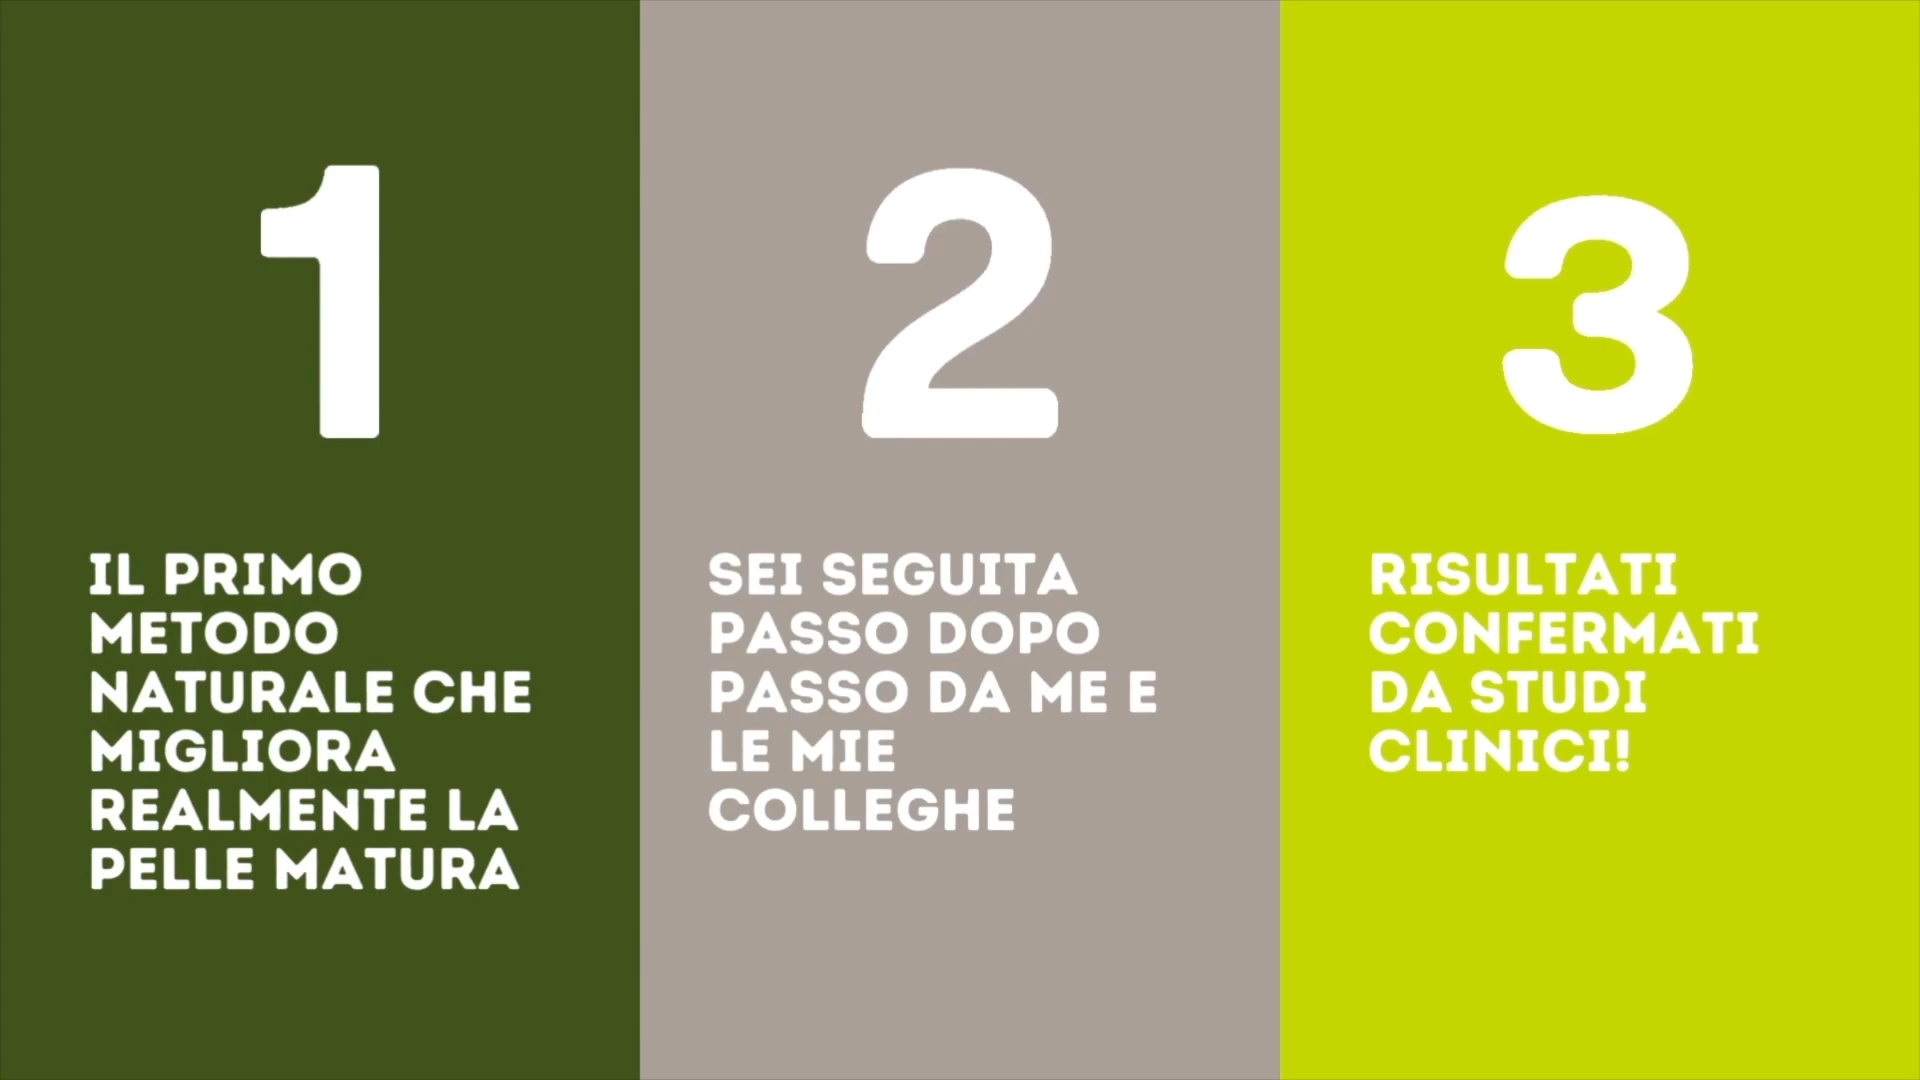 1
IL PRIMO
METODO
NATURALE CHE
MIGLIORA
REALMENTE LA
PELLE MATURA
2
SEI SEGUITA
PASSO DOPO
PASSO DA ME E
LE MIE
COLLEGHE
3
RISULTATI
CONFERMATI
DA STUDI
CLINICI!